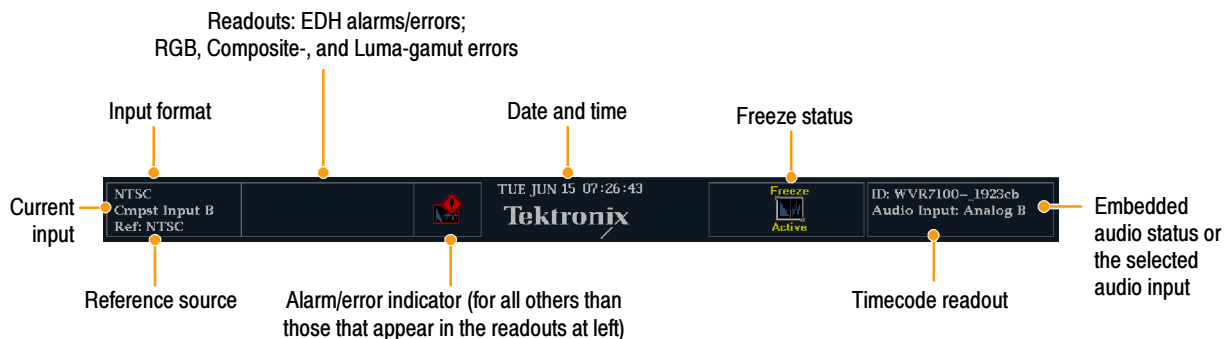 Readouts: EDH alarms/errors;
RGB, Composite-, and Luma-gamut errors
Input format
Date and time
Freeze status
Current
input
NTSC
Cmpst Input B
Ref: NTSC
TUE JUN 15 07:26:43
Tektronix
Freeze
Active
ID: WVR7100-_1923cb
Audio Input: Analog B
Embedded
audio status or
the selected
audio input
Reference source
Alarm/error indicator (for all others than
those that appear in the readouts at left)
Timecode readout